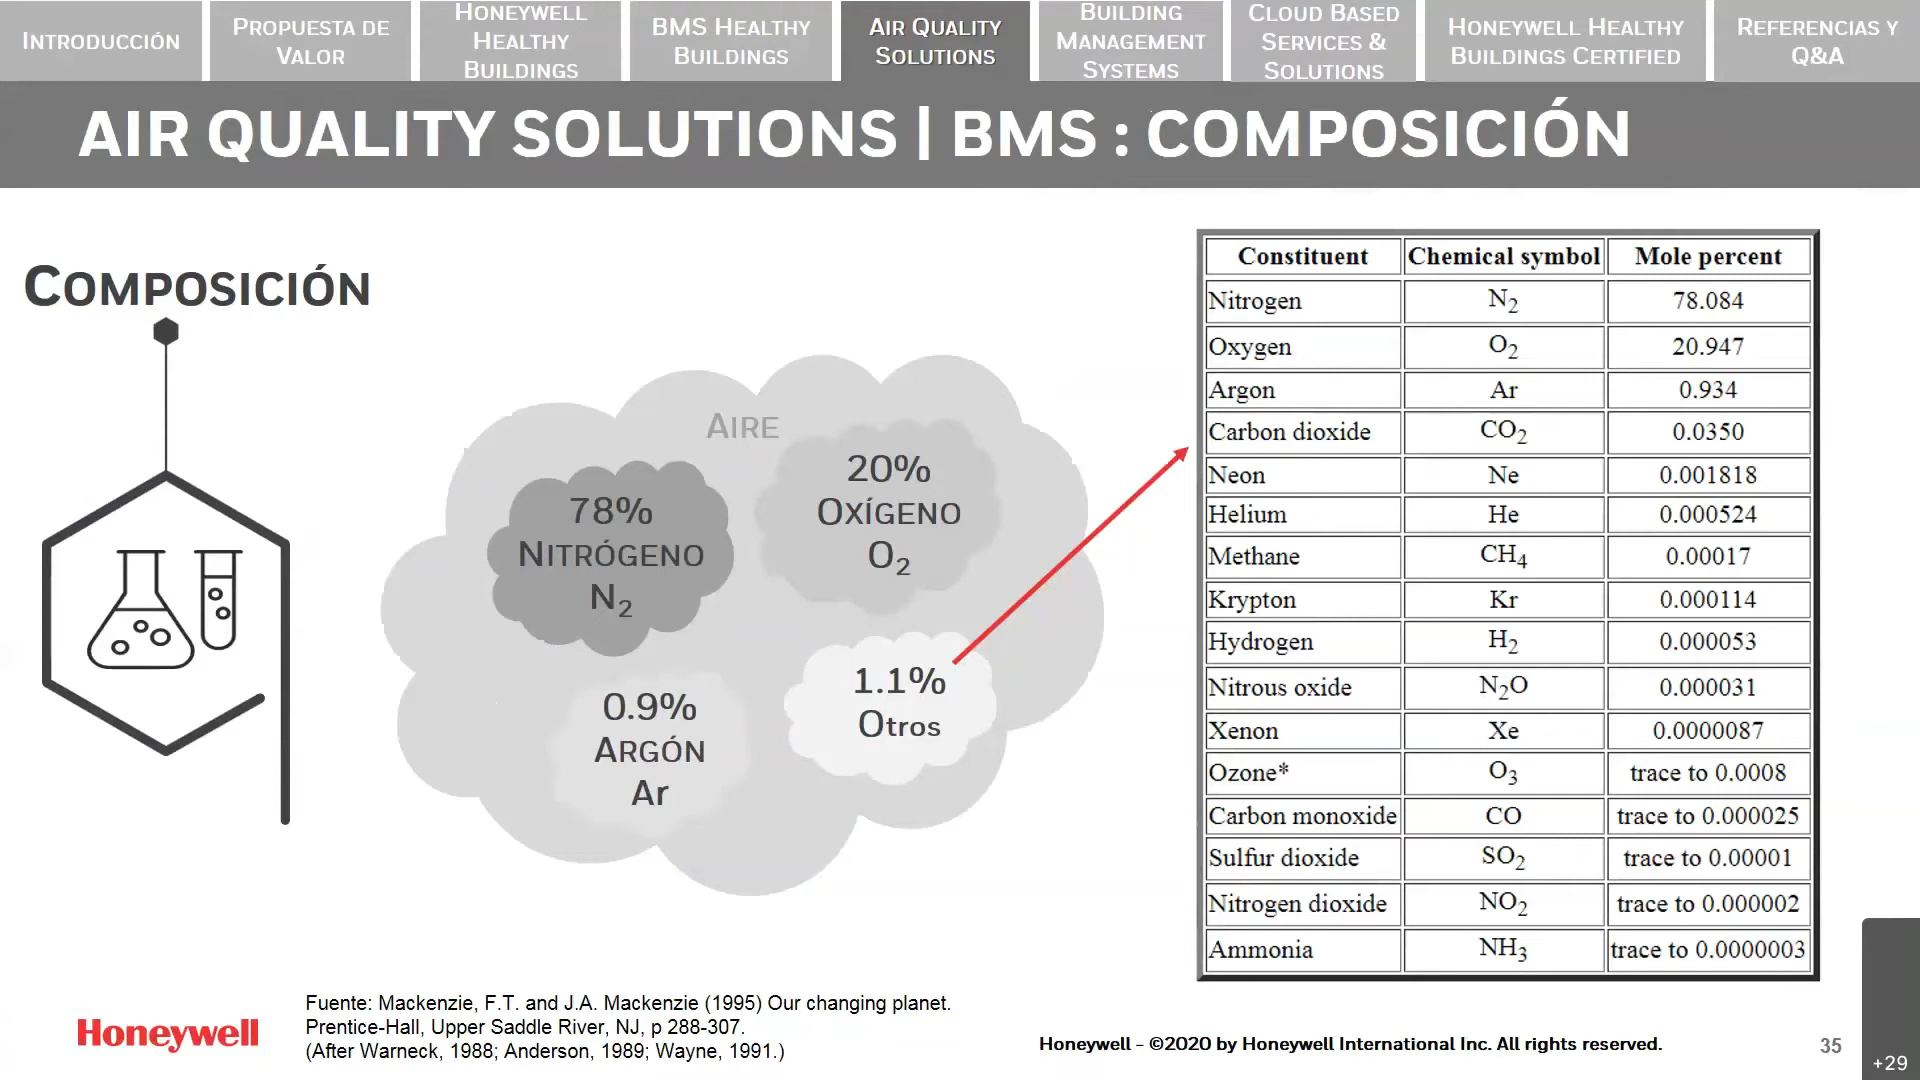 INTRODUCCIÓN
PROPUESTA DE
VALOR
HONEYWELL
HEALTHY
BUILDINGS
BMS HEALTHY
BUILDINGS
AIR QUALITY
SOLUTIONS
BUILDING
MANAGEMENT
SYSTEMS
CLOUD BASED
SERVICES &
SOLUTIONS
HONEYWELL HEALTHY
BUILDINGS CERTIFIED
REFERENCIAS Y
Q&A
AIR QUALITY SOLUTIONS | BMS : COMPOSICIÓN
COMPOSICIÓN
AIRE
78%
NITRÓGENO
N2
20%
OXÍGENO
O2
0.9%
ARGÓN
Ar
1.1%
Otros
Constituent Chemical symbol Mole percent
Nitrogen N2 78.084
Oxygen O2 20.947
Argon Ar 0.934
Carbon dioxide CO2 0.0350
Neon Ne 0.001818
Helium He 0.000524
Methane CH4 0.00017
Krypton Kr 0.000114
Hydrogen H2 0.000053
Nitrous oxide N2O 0.000031
Xenon Xe 0.0000087
Ozone* O3 trace to 0.0008
Carbon monoxide CO trace to 0.000025
Sulfur dioxide SO2 trace to 0.00001
Nitrogen dioxide NO2 trace to 0.000002
Ammonia NH3 trace to 0.0000003
Honeywell
Fuente: Mackenzie, F.T. and J.A. Mackenzie (1995) Our changing planet.
Prentice-Hall, Upper Saddle River, NJ, p 288-307.
(After Warneck, 1988; Anderson, 1989; Wayne, 1991.)
Honeywell - ©2020 by Honeywell International Inc. All rights reserved.
35
+29